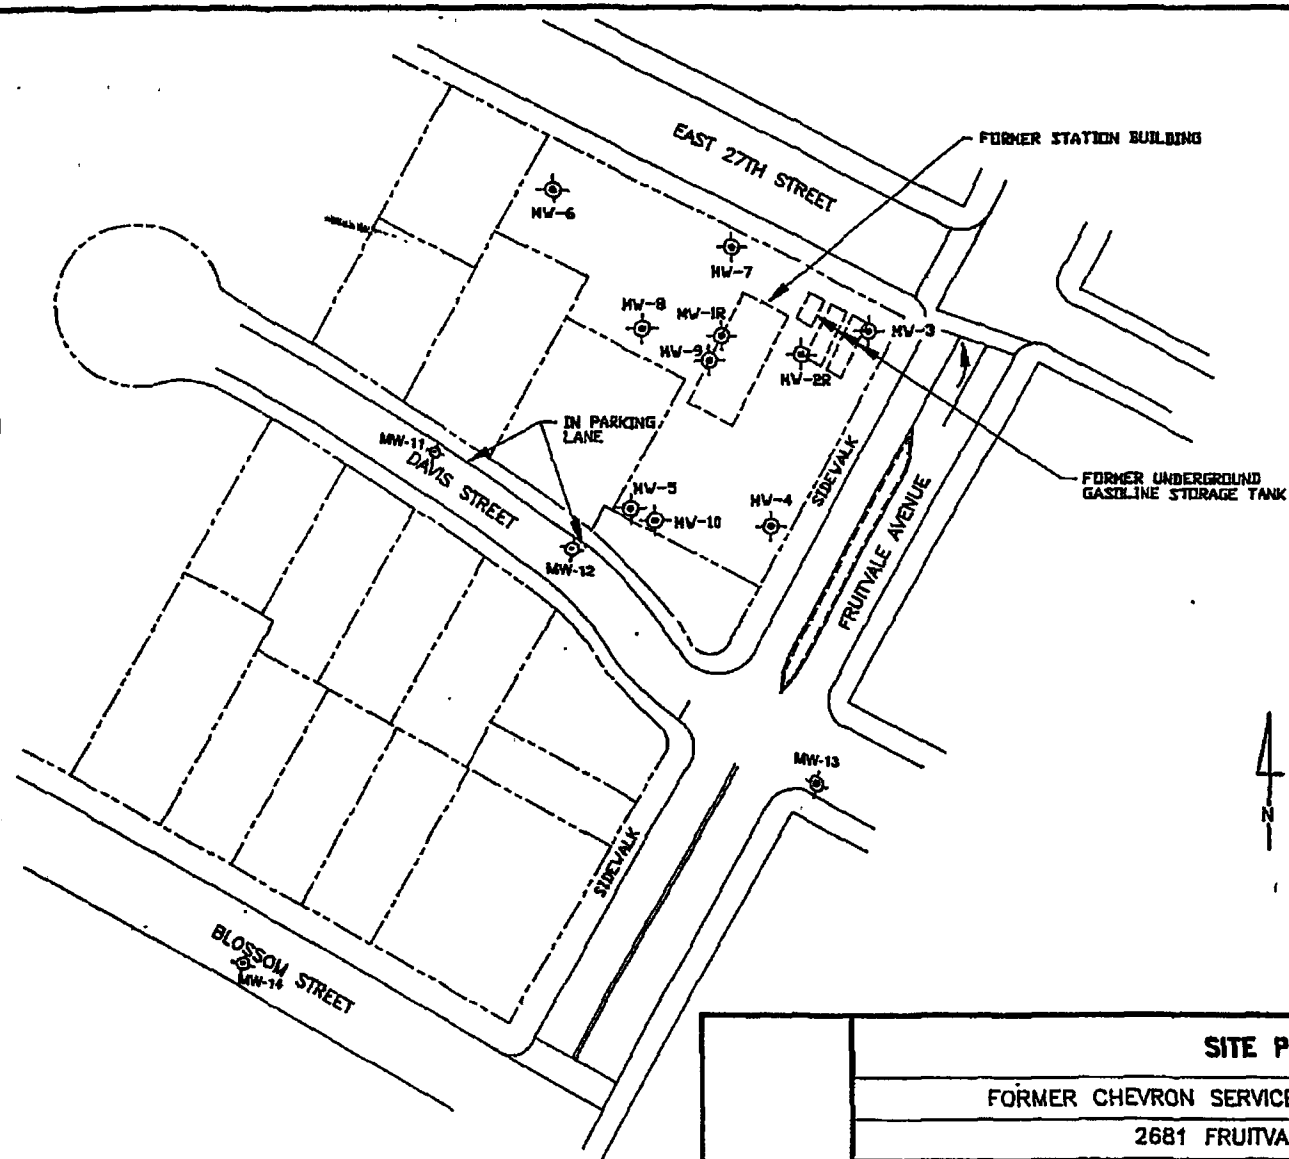 FORMER STATION BUILDING
EAST 27TH STREET
MW-6
MW-7
MW-8
MW-1R
MW-3
MW-9
MW-2R
IN PARKING
LANE
MW-11
DAVIS STREET
SIDEWALK
FORMER UNDERGROUND
GASOLINE STORAGE TANK
MW-5
MW-10
MW-4
FRUITVALE AVENUE
MW-12
MW-13
N
SIDEWALK
BLOSSOM STREET
MW-14
SITE P
FORMER CHEVRON SERVICE
2681 FRUITVA